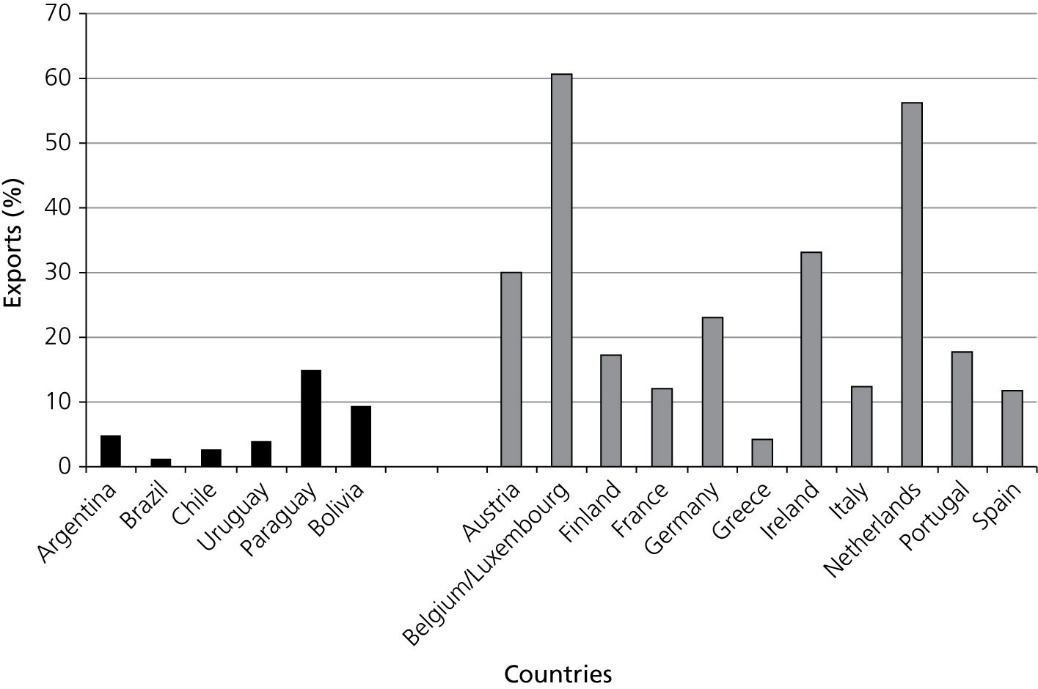 70
60
50
40
30
20
10
0
Exports (%)
Argentina
Brazil
Chile
Uruguay
Paraguay
Bolivia
Austria
Belgium/Luxembourg
Finland
France
Germany
Greece
Ireland
Italy
Netherlands
Portugal
Spain
Countries